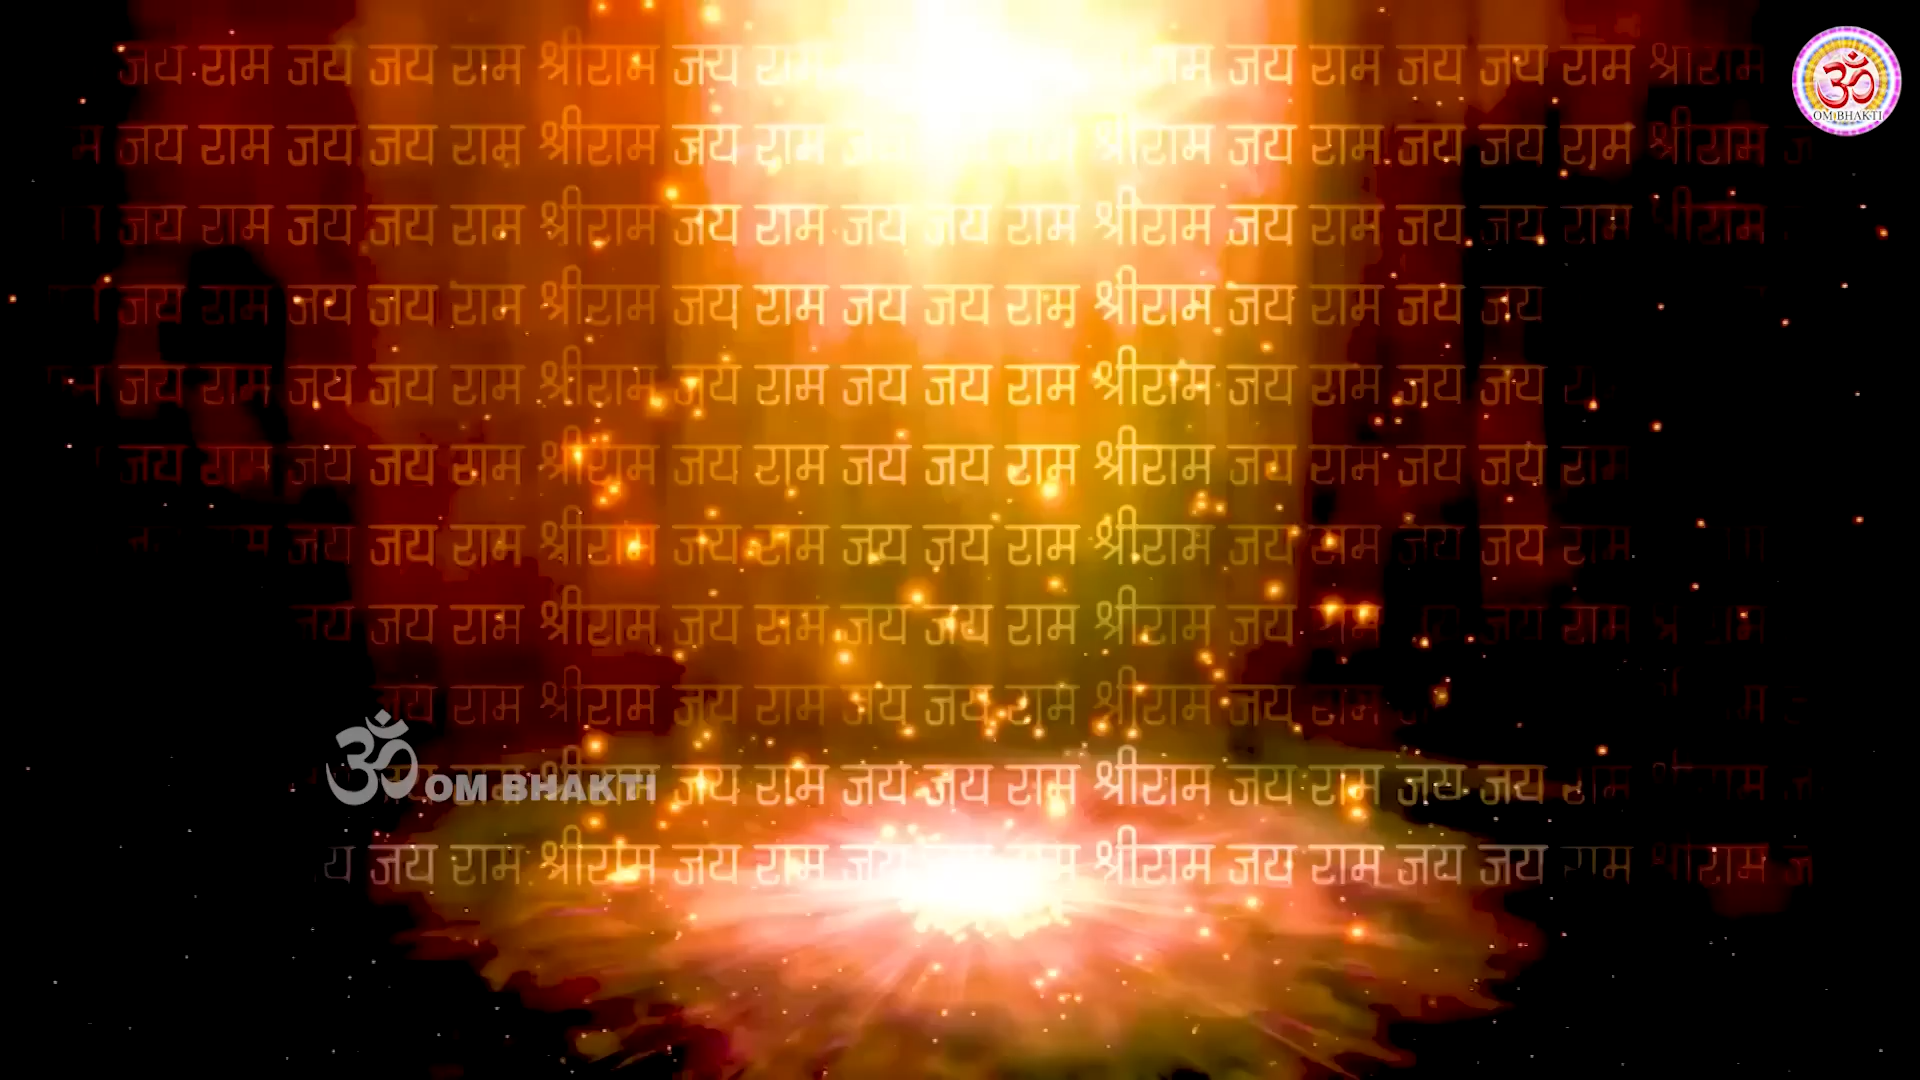 जय राम जय जय राम श्रीराम जय राम जय राम जय जय राम श्रीराम
ॐ
OM BHAKTI
जय राम जय जय राम श्रीराम जय राम श्रीराम जय राम जय जय राम श्रीराम
जय राम जय जय राम श्रीराम जय राम जय जय राम श्रीराम जय राम जय जय राम श्रीराम
जय राम जय जय राम श्रीराम जय राम जय जय राम श्रीराम जय राम जय जय
जय राम जय जय राम श्रीराम जय राम जय जय राम श्रीराम जय राम जय जय
जय राम जय जय राम श्रीराम जय राम जय जय राम श्रीराम जय राम जय जय राम
जय जय राम श्रीराम जय राम जय जय राम श्रीराम जय राम जय जय राम
जय जय राम श्रीराम जय राम जय जय राम श्रीराम जय राम जय राम
जय राम श्रीराम जय राम जय जय राम श्रीराम जय राम
राम श्रीराम जय राम जय जय राम श्रीराम जय राम जय जय
ॐ OM BHAKTI
जय राम श्रीराम जय राम जय श्रीराम जय राम जय जय राम श्रीराम